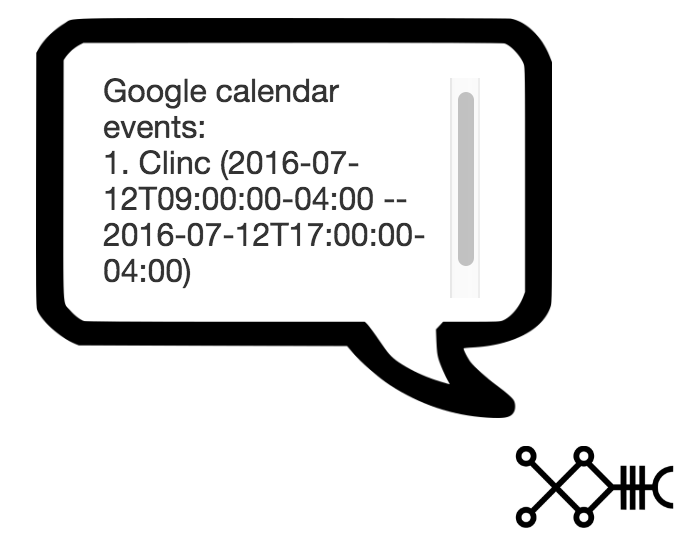 Google calendar
events:
1. Clinc (2016-07-
12T09:00:00-04:00 --
2016-07-12T17:00:00-
04:00)